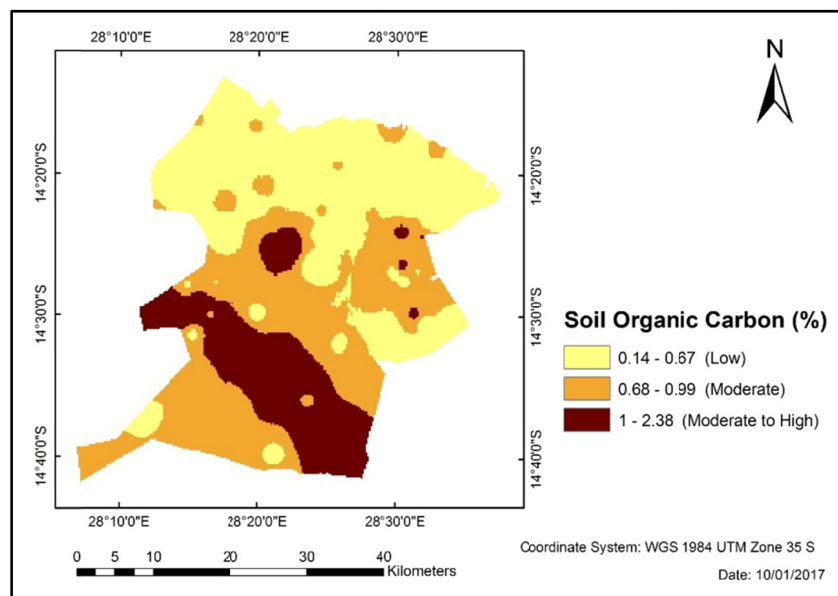 28°10'0"E 28°20'0"E 28°30'0"E
N
14°20'0"S 14°20'0"S
14°30'0"S 14°30'0"S
14°40'0"S 14°40'0"S
Soil Organic Carbon (%)
0.14 - 0.67 (Low)
0.68 - 0.99 (Moderate)
1 - 2.38 (Moderate to High)
28°10'0"E 28°20'0"E 28°30'0"E
0 5 10 20 30 40
Kilometers
Coordinate System: WGS 1984 UTM Zone 35 S
Date: 10/01/2017